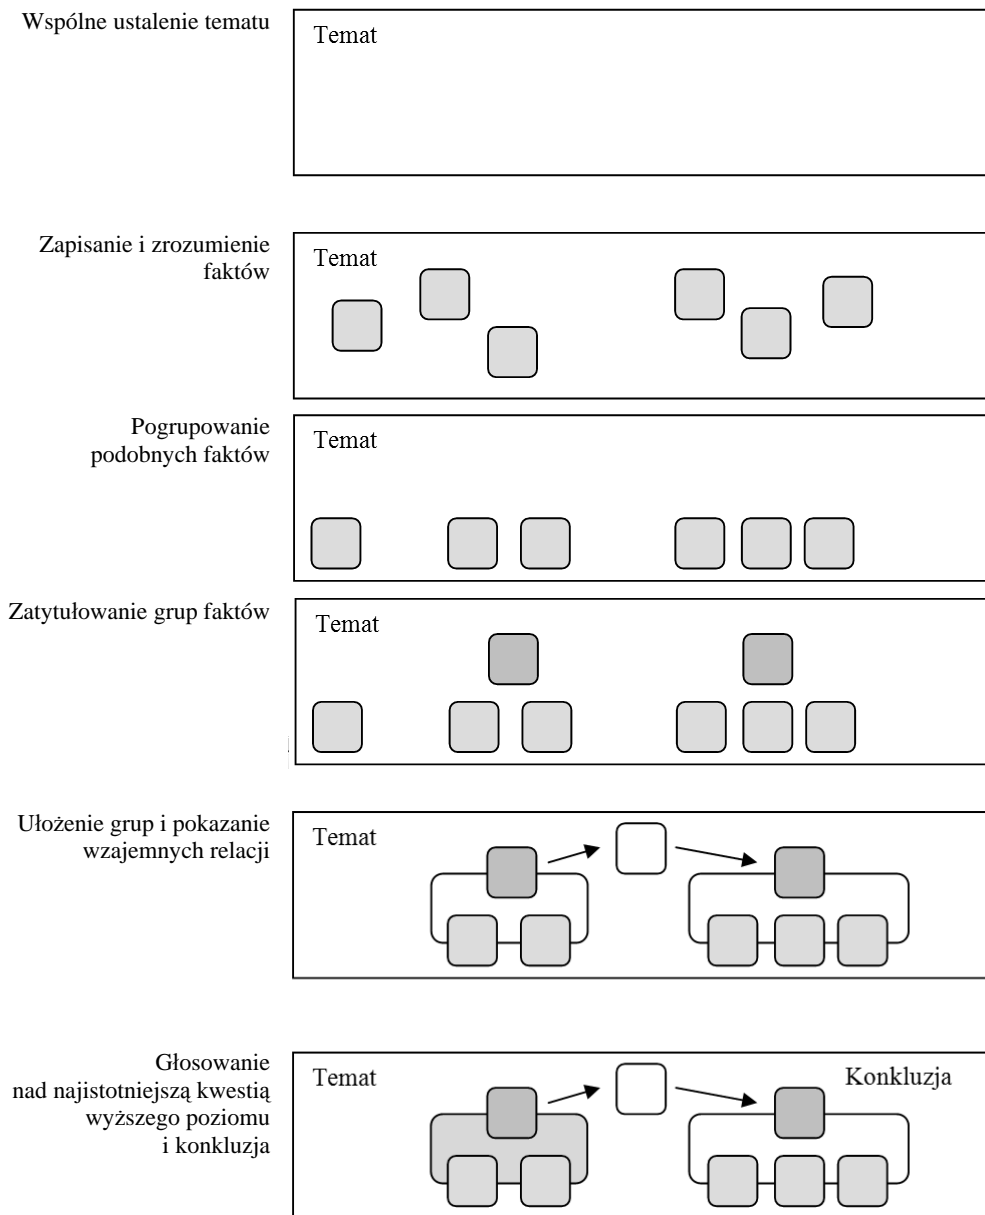 Wspólne ustalenie tematu
Temat
Zapisanie i zrozumienie
faktów
Temat
Pogrupowanie
podobnych faktów
Temat
Zatytułowanie grup faktów
Temat
Ułożenie grup i pokazanie
wzajemnych relacji
Temat
Głosowanie
nad najistotniejszą kwestią
wyższego poziomu
i konkluzja
Temat
Konkluzja